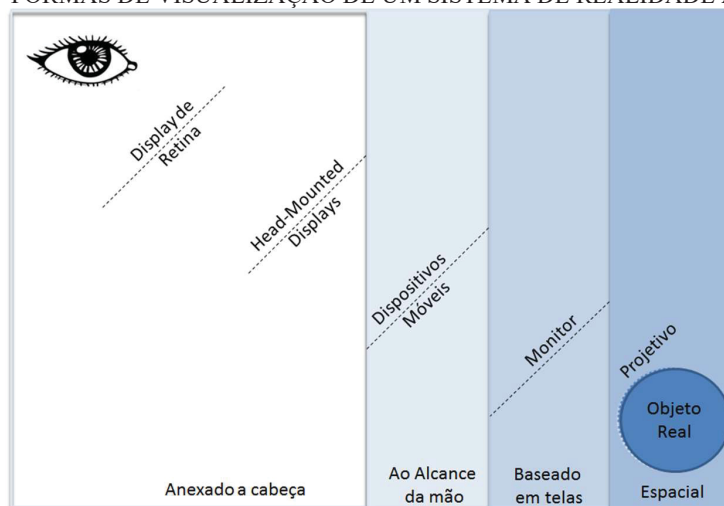 FORMAS DE VISUALIZAÇÃO DE UM SISTEMA DE REALIDADE
Display de
Retina
Head-Mounted
Displays
Dispositivos
Móveis
Monitor
Projetivo
Objeto
Real
Anexado a cabeça
Ao Alcance
da mão
Baseado
em telas
Espacial